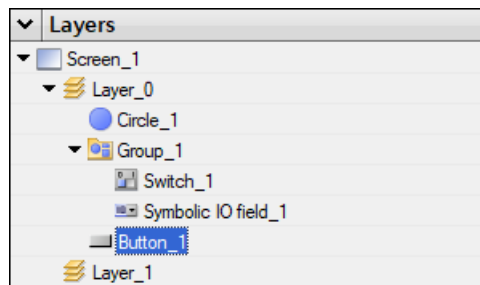 Layers
Screen_1
Layer_0
Circle_1
Group_1
Switch_1
Symbolic IO field_1
Button_1
Layer_1